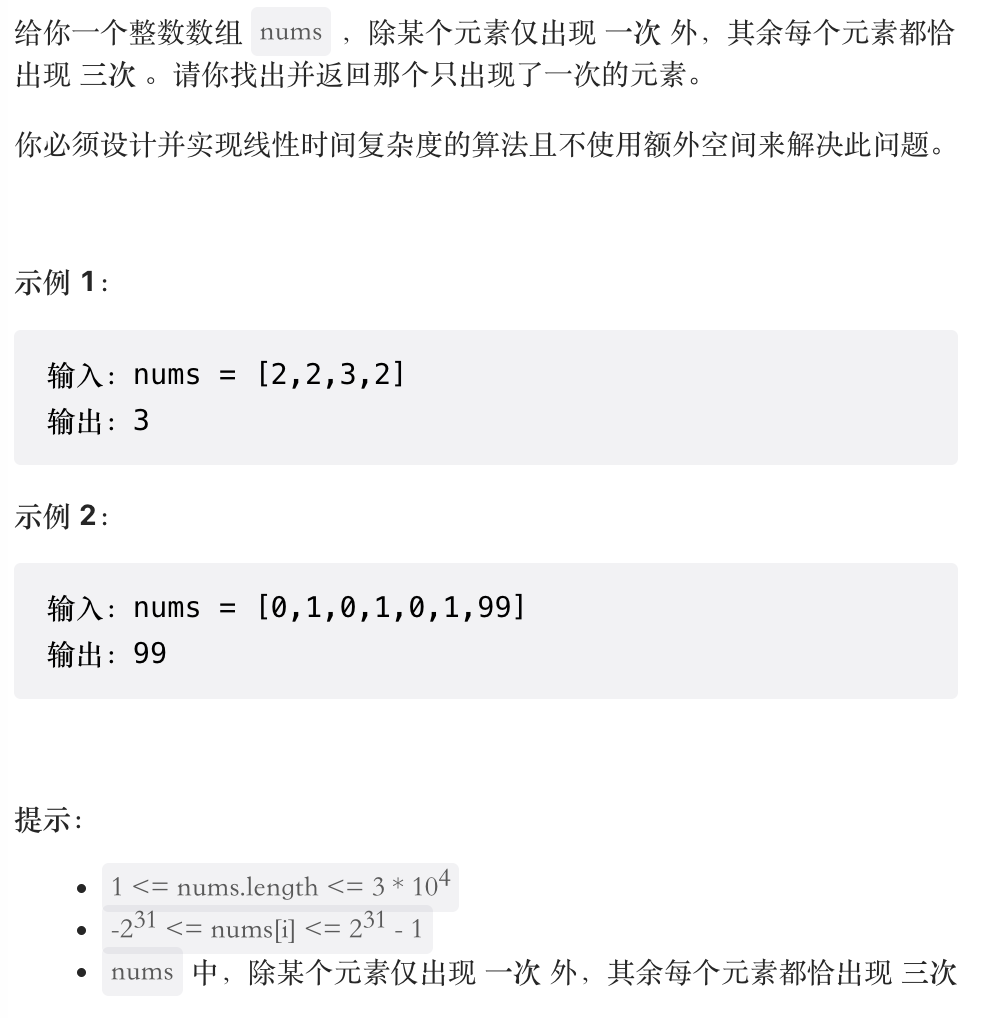 给你一个整数数组 nums ，除某个元素仅出现 一次 外，其余每个元素都恰
出现 三次 。请你找出并返回那个只出现了一次的元素。
你必须设计并实现线性时间复杂度的算法且不使用额外空间来解决此问题。
示例 1：
输入：nums = [2,2,3,2]
输出：3
示例 2：
输入：nums = [0,1,0,1,0,1,99]
输出：99
提示：
• 1 <= nums.length <= 3 * 10⁴
• -2³¹ <= nums[i] <= 2³¹ - 1
• nums 中，除某个元素仅出现 一次 外，其余每个元素都恰出现 三次